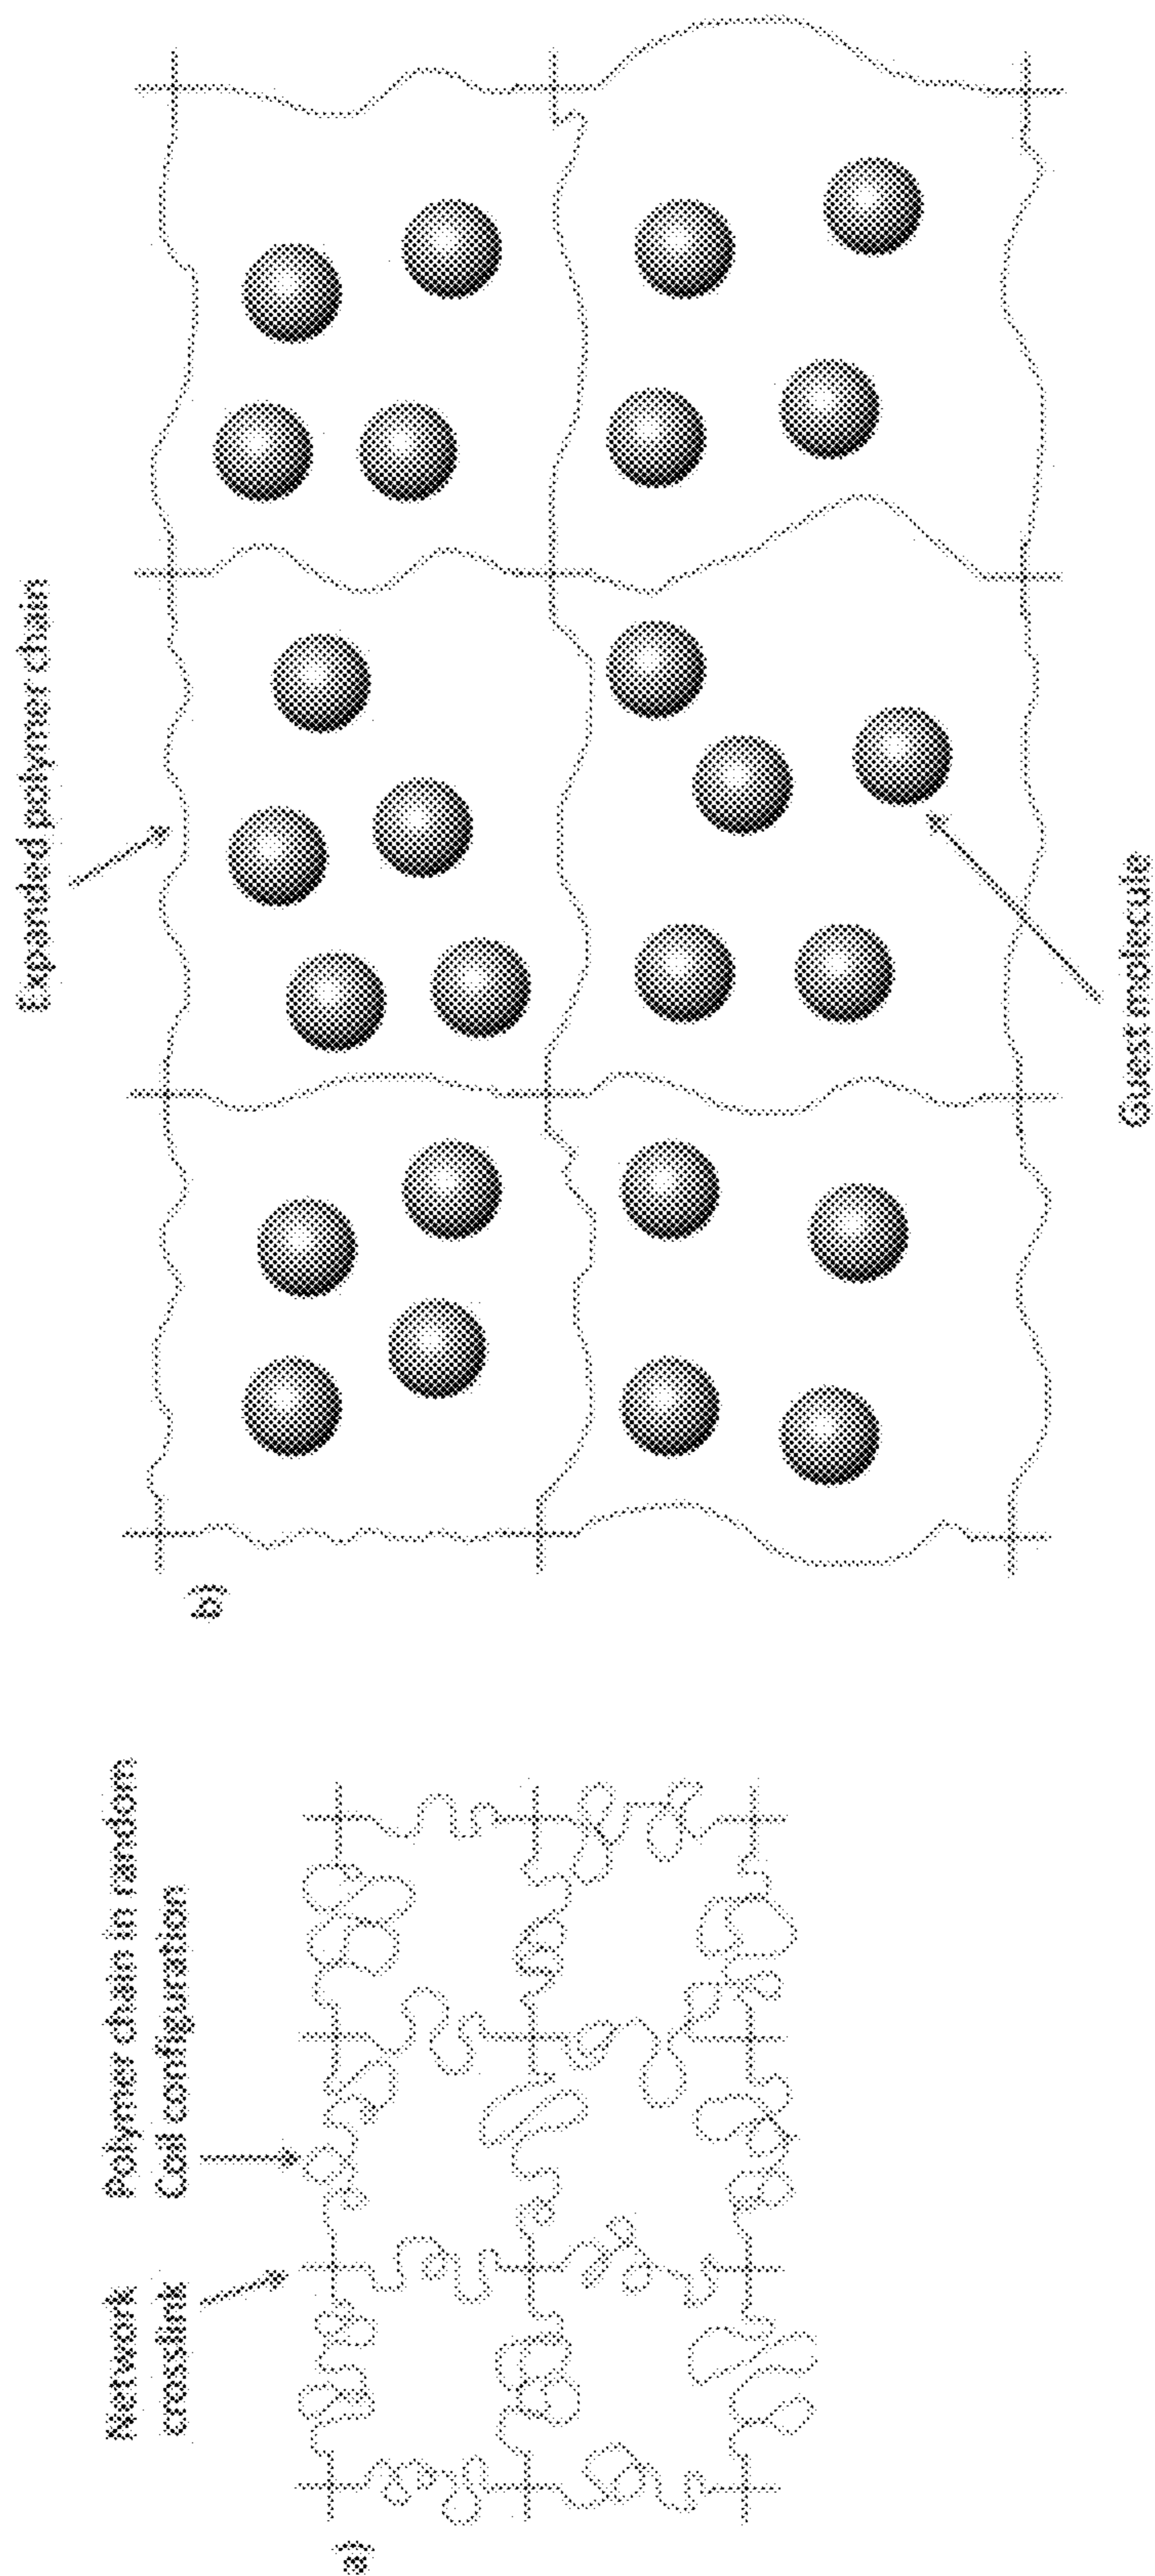 a)
Network
crosslink
Polymer chain in random
Coil configuration
b)
Expanded polymer chain
Guest molecule